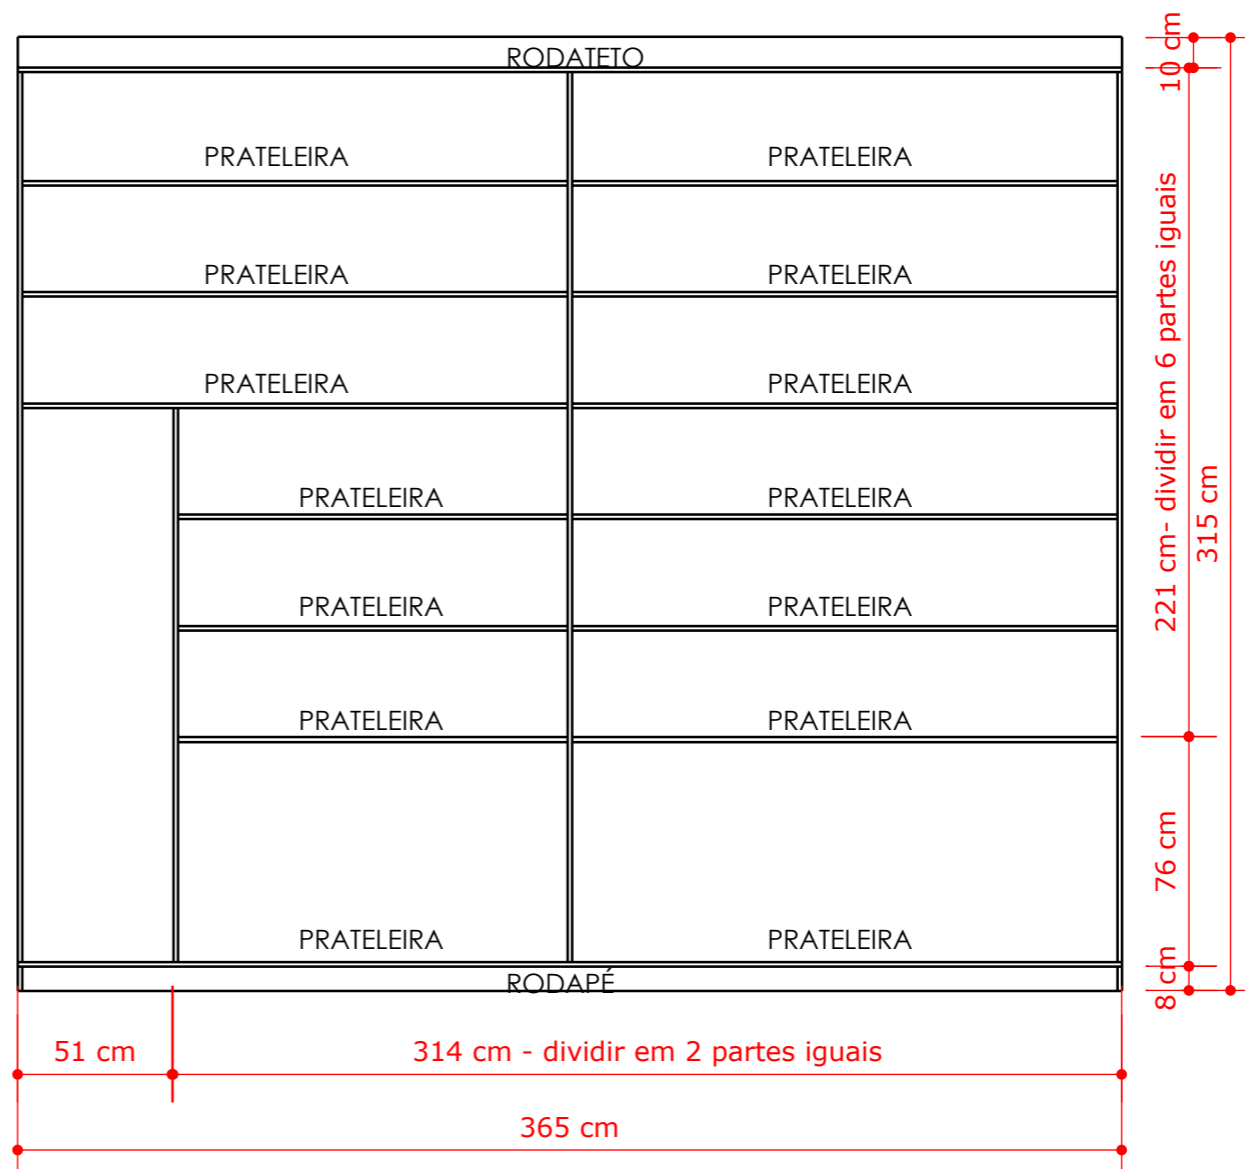 RODATETO
10 cm
PRATELEIRA PRATELEIRA
PRATELEIRA PRATELEIRA
PRATELEIRA PRATELEIRA
221 cm- dividir em 6 partes iguais
315 cm
PRATELEIRA PRATELEIRA
PRATELEIRA PRATELEIRA
PRATELEIRA PRATELEIRA
76 cm
PRATELEIRA PRATELEIRA
RODAPÉ
8 cm
51 cm
314 cm - dividir em 2 partes iguais
365 cm